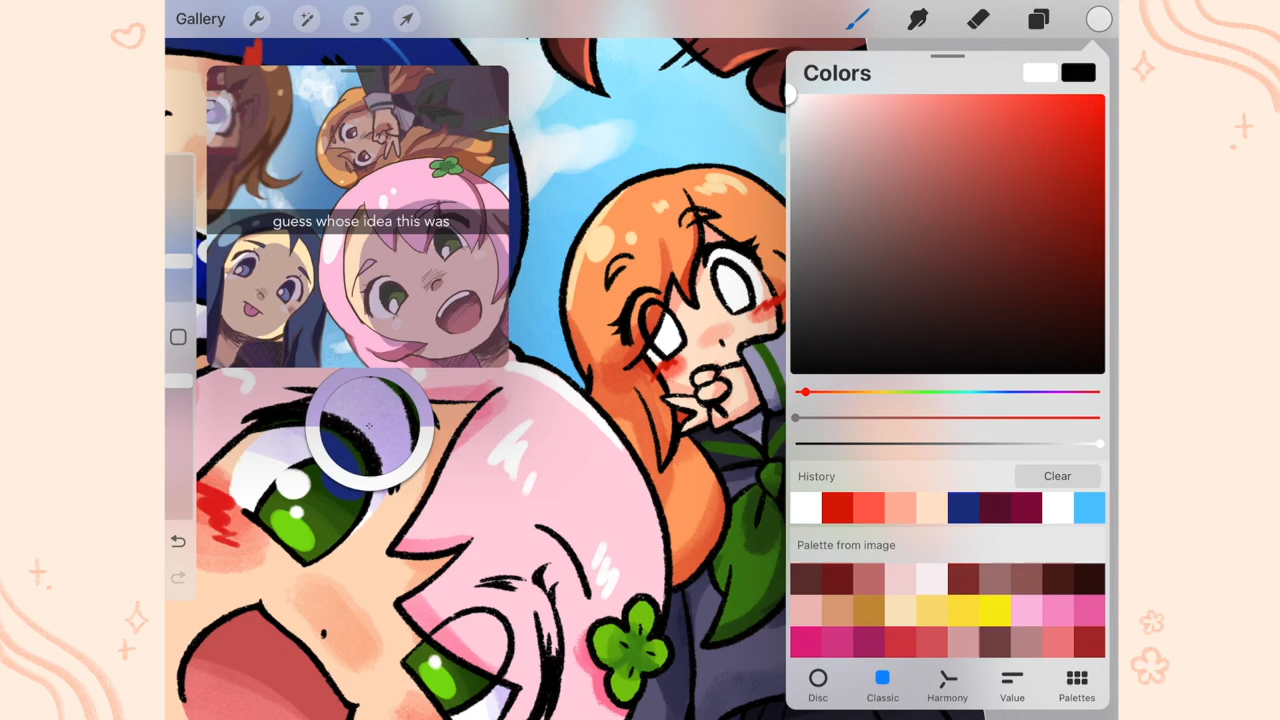 Gallery
Colors
guess whose idea this was
History
Clear
Palette from image
Disc
Classic
Harmony
Value
Palettes